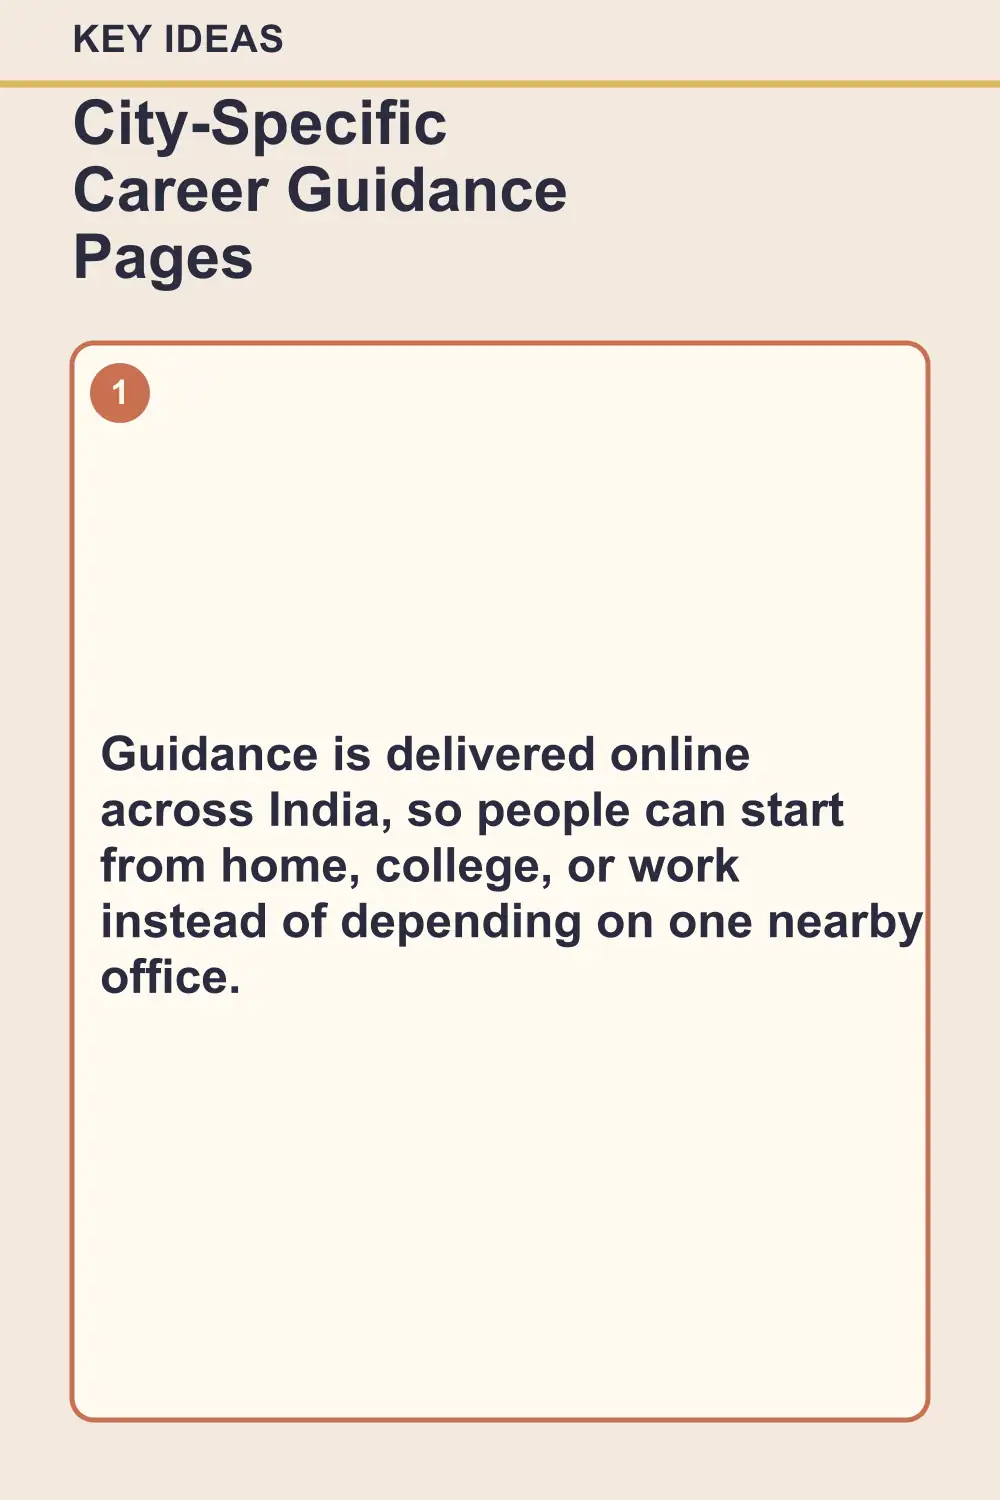 KEY IDEAS
City-Specific
Career Guidance
Pages
1
Guidance is delivered online
across India, so people can start
from home, college, or work
instead of depending on one nearby
office.